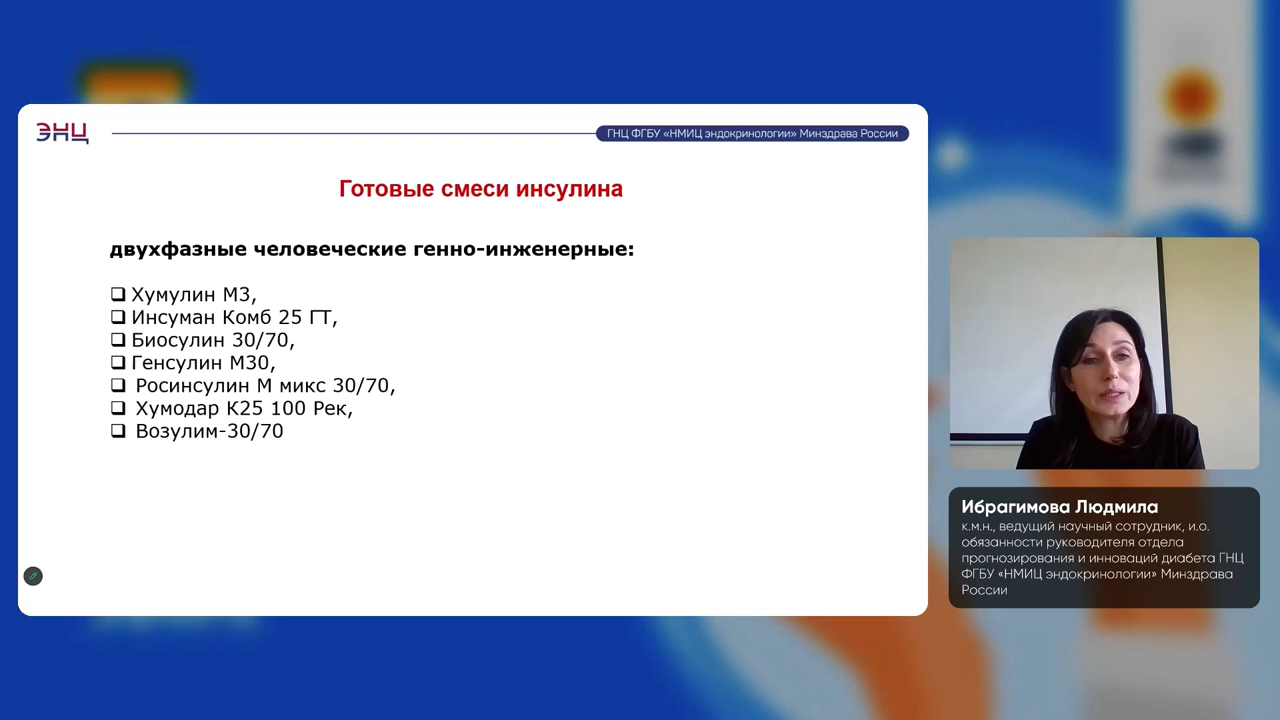 ЭНЦ
ГНЦ ФГБУ «НМИЦ эндокринологии» Минздрава России
Готовые смеси инсулина
двухфазные человеческие генно-инженерные:
❑ Хумулин М3,
❑ Инсуман Комб 25 ГТ,
❑ Биосулин 30/70,
❑ Генсулин М30,
❑ Росинсулин М микс 30/70,
❑ Хумодар К25 100 Рек,
❑ Возулим-30/70
Ибрагимова Людмила
к.м.н., ведущий научный сотрудник, и.о.
обязанности руководителя отдела
прогнозирования и инноваций диабета ГНЦ
ФГБУ «НМИЦ эндокринологии» Минздрава
России